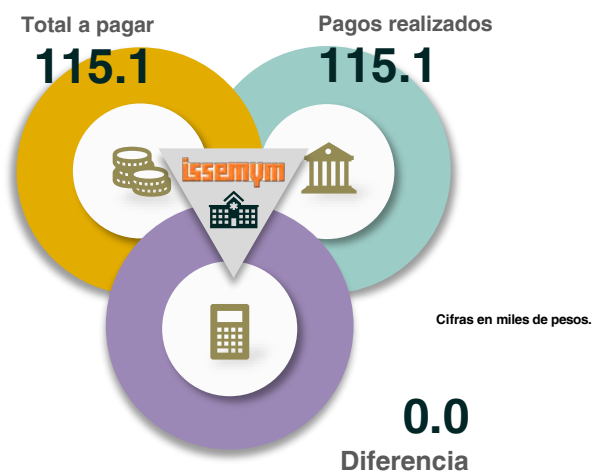 Total a pagar
115.1
Pagos realizados
115.1
issemym
Cifras en miles de pesos.
0.0
Diferencia